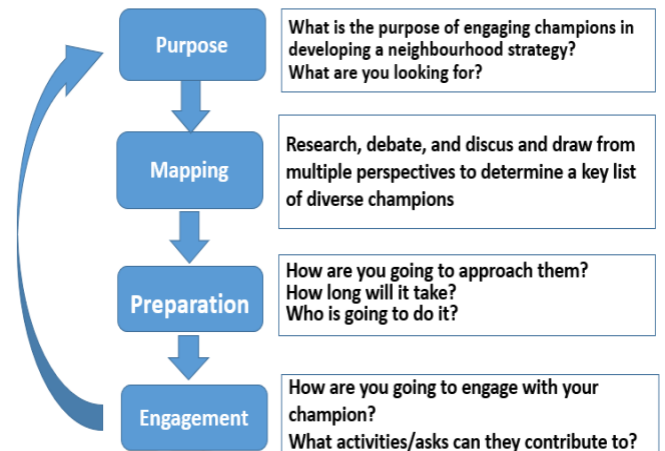 Purpose
What is the purpose of engaging champions in
developing a neighbourhood strategy?
What are you looking for?
Mapping
Research, debate, and discus and draw from
multiple perspectives to determine a key list
of diverse champions
Preparation
How are you going to approach them?
How long will it take?
Who is going to do it?
Engagement
How are you going to engage with your
champion?
What activities/asks can they contribute to?